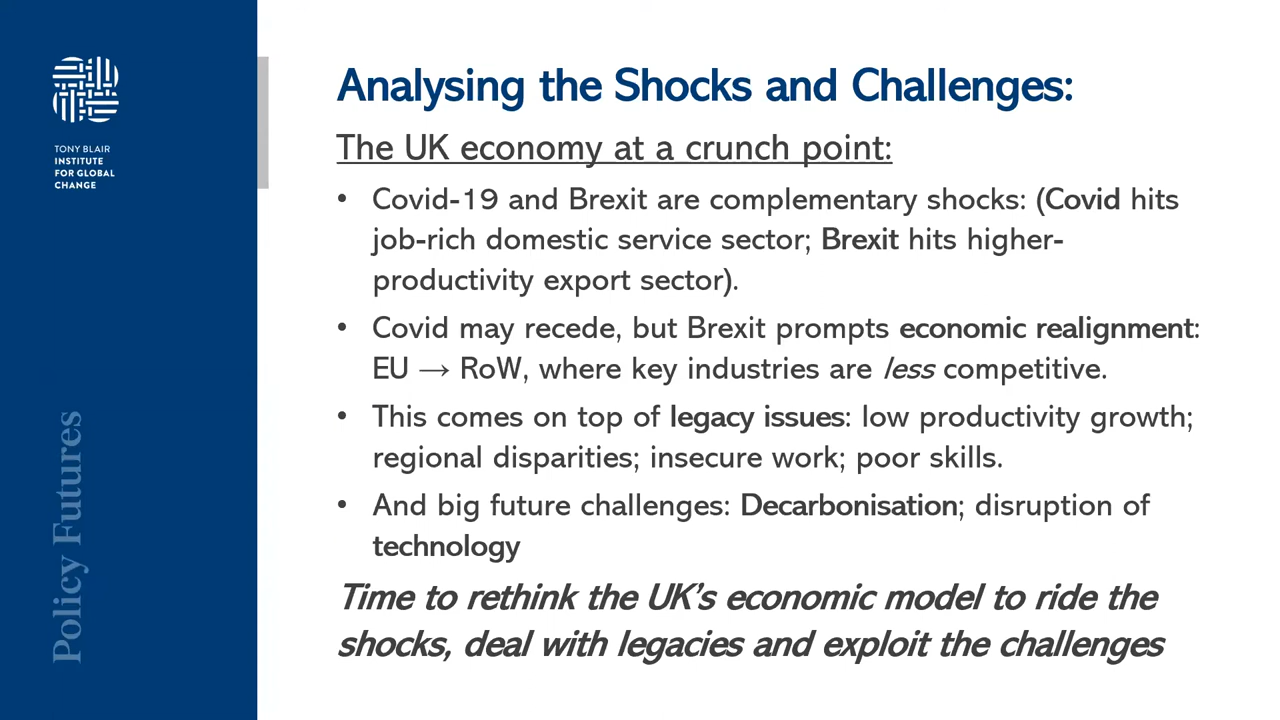 TONY BLAIR
INSTITUTE
FOR GLOBAL
CHANGE
Policy Futures
Analysing the Shocks and Challenges:
The UK economy at a crunch point:
• Covid-19 and Brexit are complementary shocks: (Covid hits
job-rich domestic service sector; Brexit hits higher-
productivity export sector).
• Covid may recede, but Brexit prompts economic realignment:
EU → RoW, where key industries are less competitive.
• This comes on top of legacy issues: low productivity growth;
regional disparities; insecure work; poor skills.
• And big future challenges: Decarbonisation; disruption of
technology
Time to rethink the UK’s economic model to ride the
shocks, deal with legacies and exploit the challenges